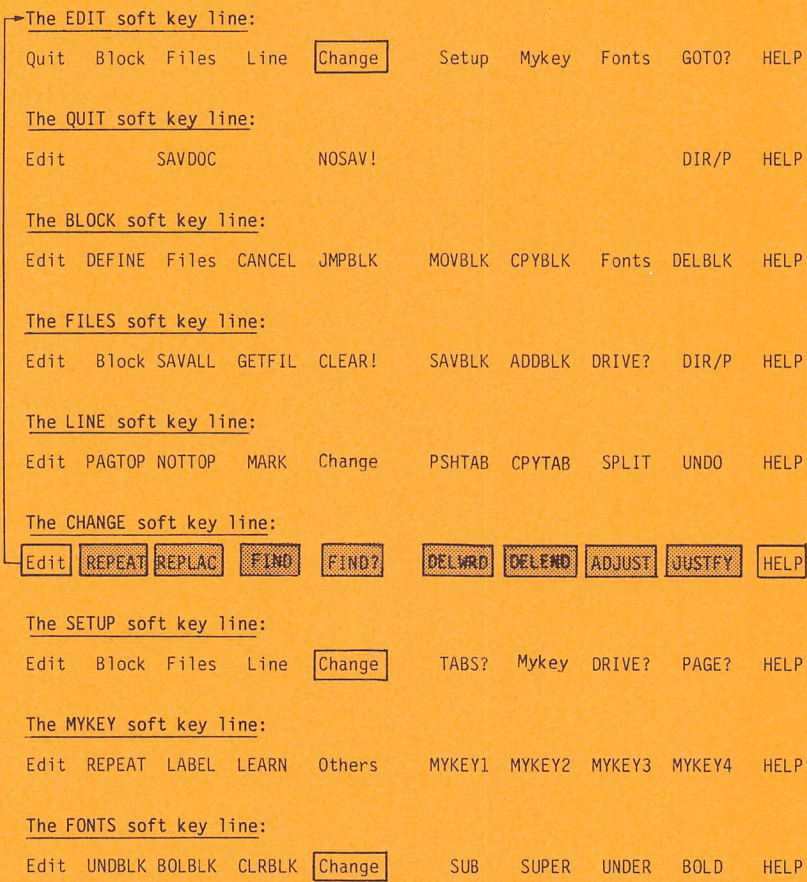 The EDIT soft key line:
Quit Block Files Line Change Setup Mykey Fonts GOTO? HELP
The QUIT soft key line:
Edit SAVDOC NOSAV! DIR/P HELP
The BLOCK soft key line:
Edit DEFINE Files CANCEL JMPBLK MOVBLK CPYBLK Fonts DELBLK HELP
The FILES soft key line:
Edit Block SAVALL GETFIL CLEAR! SAVBLK ADDBLK DRIVE? DIR/P HELP
The LINE soft key line:
Edit PAGTOP NOTTOP MARK Change PSHTAB CPYTAB SPLIT UNDO HELP
The CHANGE soft key line:
Edit REPEAT REPLAC FIND FIND? DELWRD DELEND ADJUST JUSTFY HELP
The SETUP soft key line:
Edit Block Files Line Change TABS? Mykey DRIVE? PAGE? HELP
The MYKEY soft key line:
Edit REPEAT LABEL LEARN Others MYKEY1 MYKEY2 MYKEY3 MYKEY4 HELP
The FONTS soft key line:
Edit UNDBLK BOLBLK CLRBLK Change SUB SUPER UNDER BOLD HELP